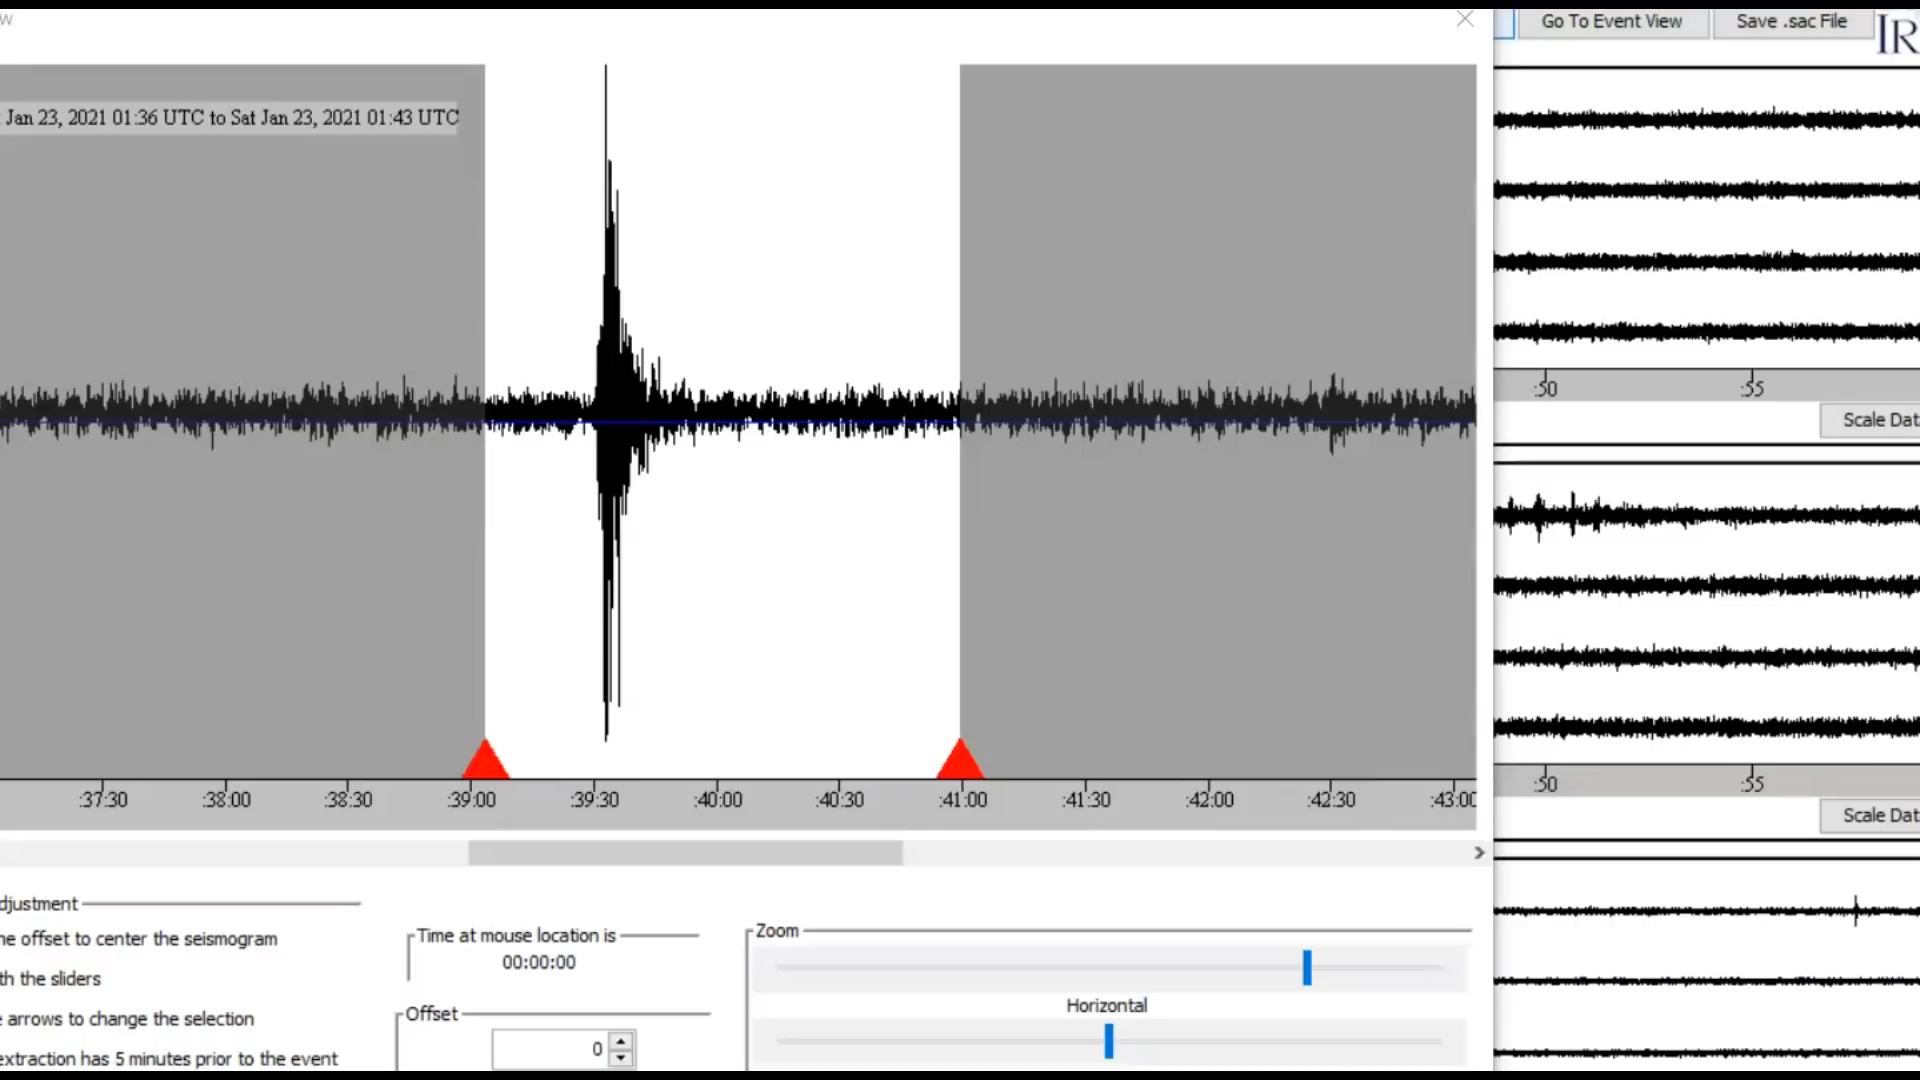 Go To Event View
Save .sac File
Jan 23, 2021 01:36 UTC to Sat Jan 23, 2021 01:43 UTC
:50
:55
Scale Dat
:50
:55
Scale Dat
:37:30
:38:00
:38:30
:39:00
:39:30
:40:00
:40:30
:41:00
:41:30
:42:00
:42:30
:43:00
djustment
ne offset to center the seismogram
th the sliders
e arrows to change the selection
extraction has 5 minutes prior to the event
Time at mouse location is
00:00:00
Offset
0
Zoom
Horizontal